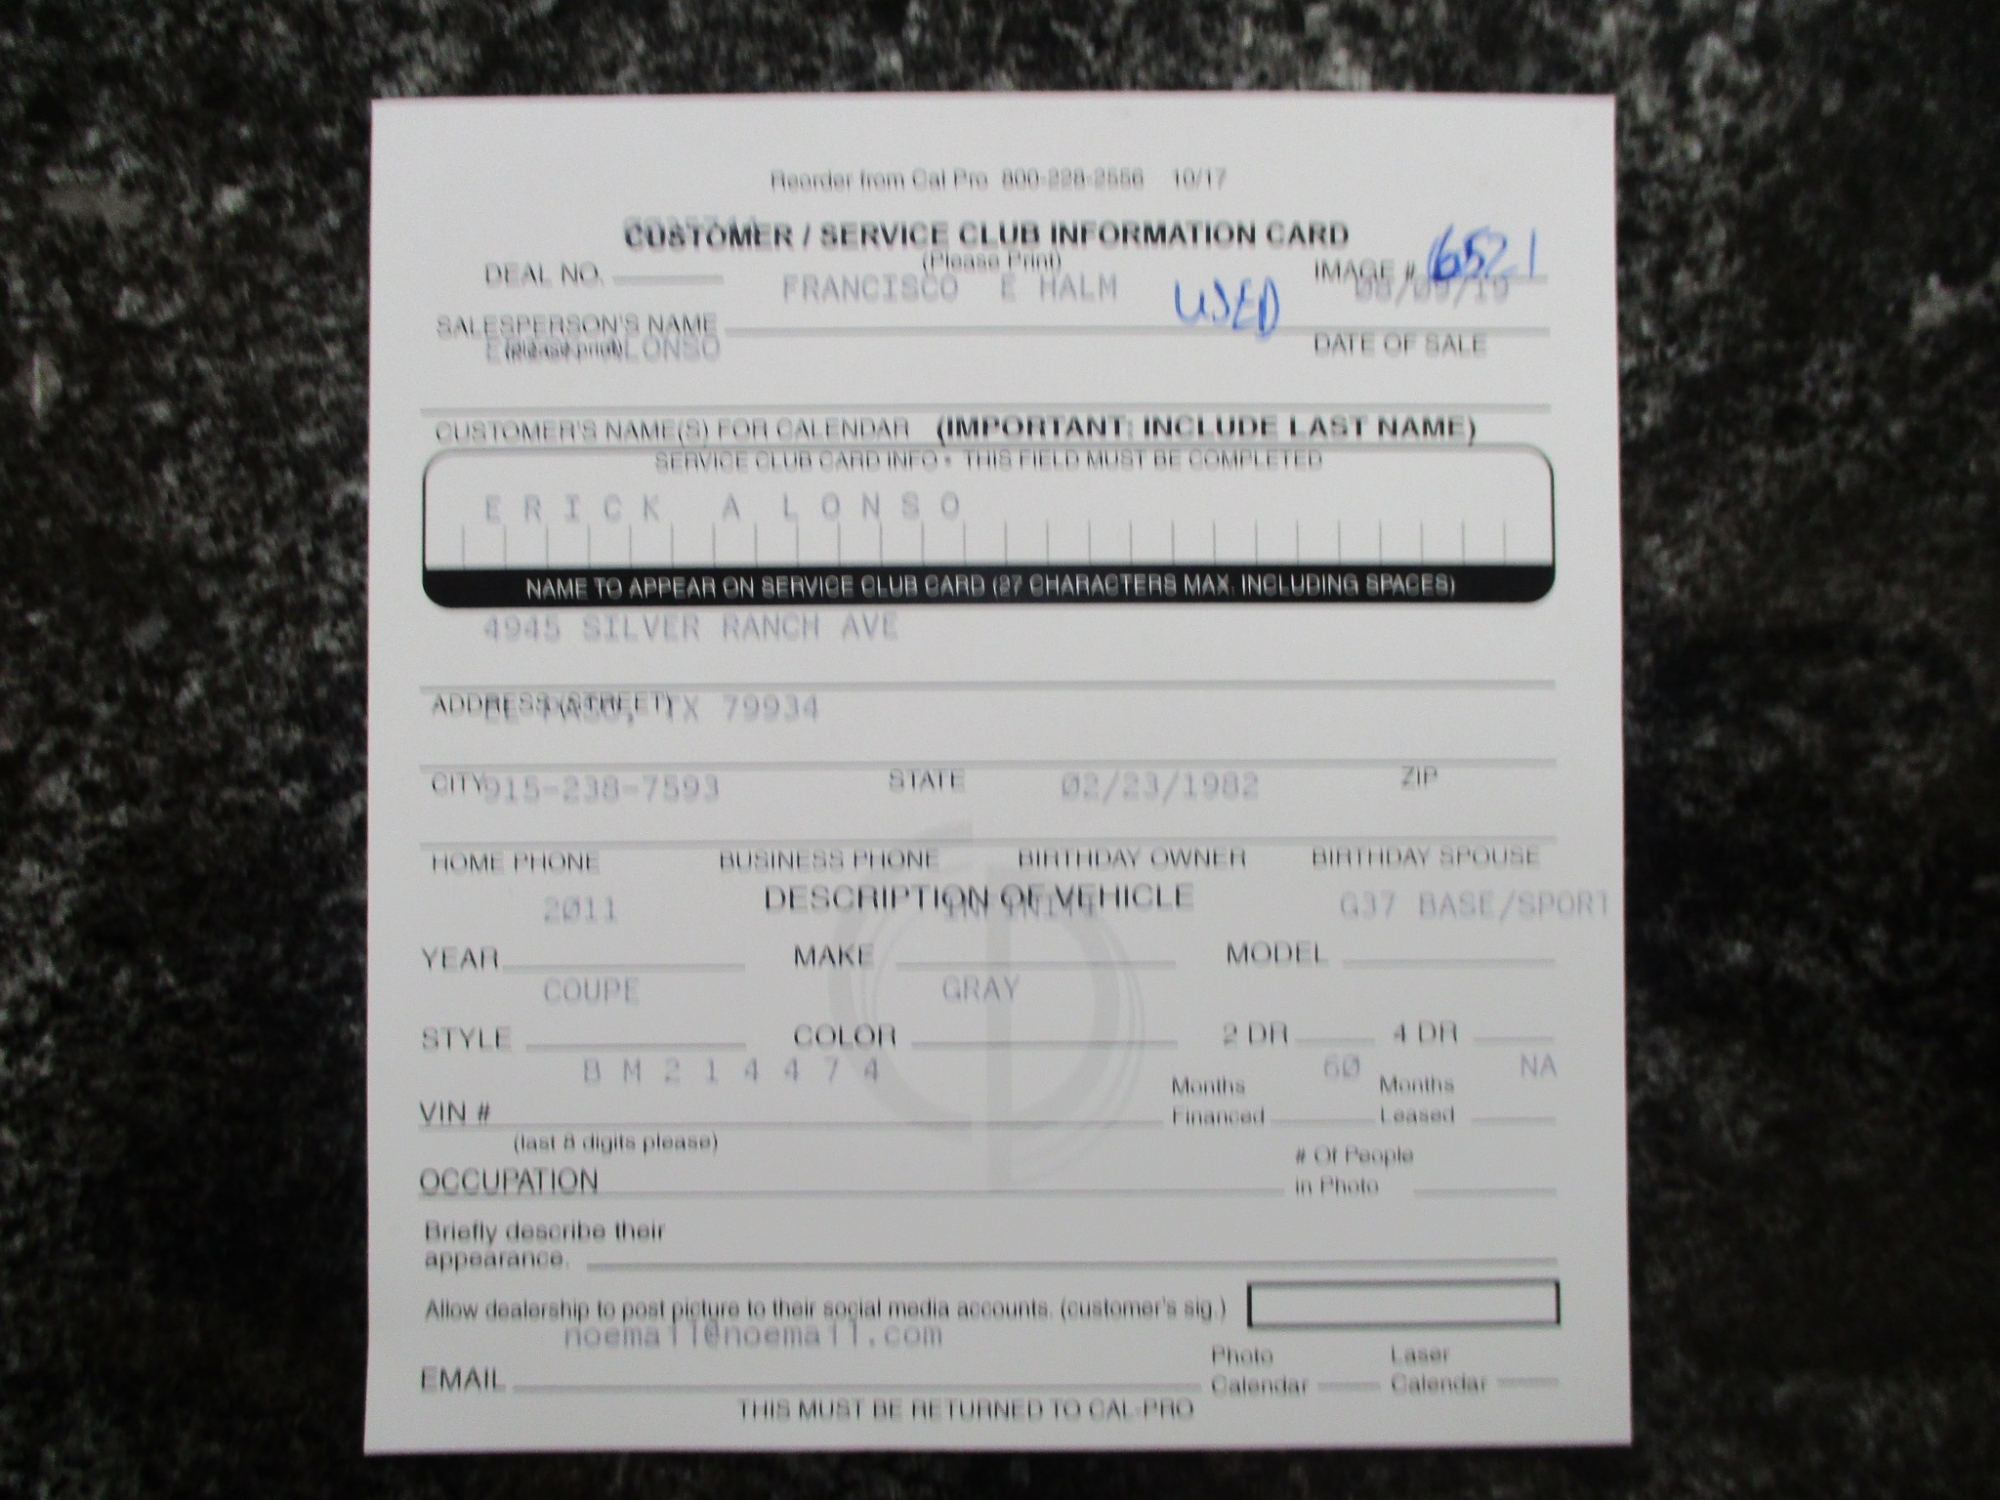 Reorder from Cal Pro 800-228-2556 10/17
CUSTOMER / SERVICE CLUB INFORMATION CARD
(Please Print)
DEAL NO. IMAGE # 6521
FRANCISCO E HALM USED
SALESPERSON'S NAME
(please print) DATE OF SALE
CUSTOMER'S NAME(S) FOR CALENDAR (IMPORTANT: INCLUDE LAST NAME)
SERVICE CLUB CARD INFO • THIS FIELD MUST BE COMPLETED
ERICK ALONSO
NAME TO APPEAR ON SERVICE CLUB CARD (27 CHARACTERS MAX. INCLUDING SPACES)
4945 SILVER RANCH AVE
ADDRESS (STREET)
EL PASO, TX 79934
CITY STATE ZIP
915-238-7593 02/23/1982
HOME PHONE BUSINESS PHONE BIRTHDAY OWNER BIRTHDAY SPOUSE
DESCRIPTION OF VEHICLE
2011 G37 BASE/SPORT
YEAR MAKE MODEL
COUPE GRAY
STYLE COLOR 2 DR 4 DR
BM214474 60 NA
VIN # Months Financed Months Leased
(last 8 digits please)
OCCUPATION # Of People in Photo
Briefly describe their
appearance.
Allow dealership to post picture to their social media accounts. (customer's sig.)
noemail@noemail.com
EMAIL Photo Calendar Laser Calendar
THIS MUST BE RETURNED TO CAL-PRO